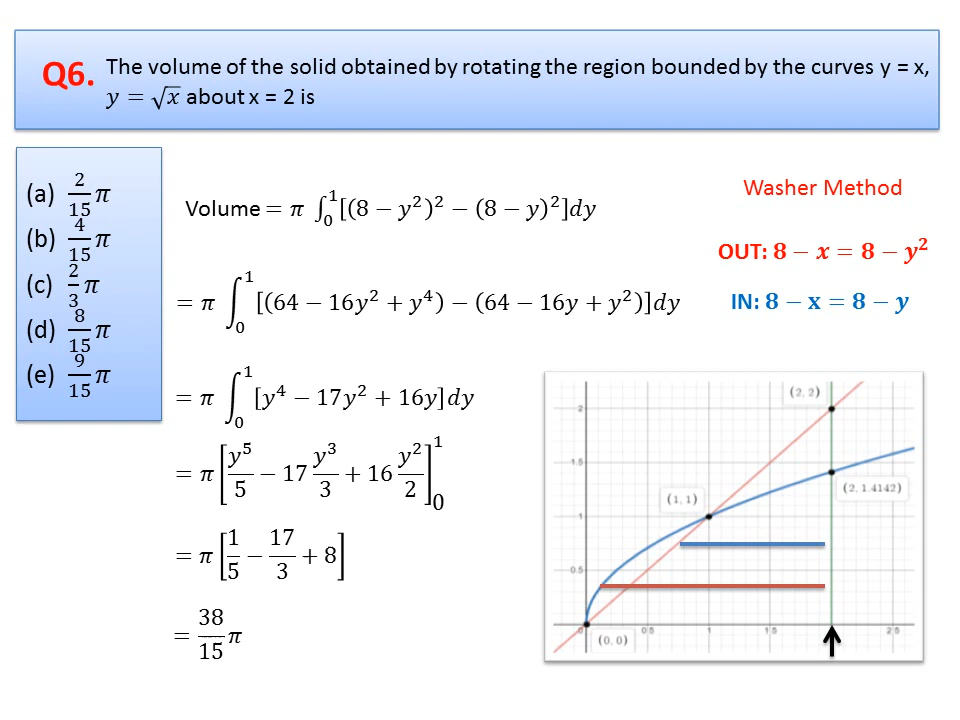 Q6. The volume of the solid obtained by rotating the region bounded by the curves y = x,
y = √x about x = 2 is
(a) 2/15 π
(b) 4/15 π
(c) 2/3 π
(d) 8/15 π
(e) 9/15 π
Volume = π ∫₀¹[(8 − y²)² − (8 − y)²]dy
= π ∫₀¹[(64 − 16y² + y⁴) − (64 − 16y + y²)]dy
= π ∫₀¹[y⁴ − 17y² + 16y]dy
= π[y⁵/5 − 17 y³/3 + 16 y²/2]₀¹
= π[1/5 − 17/3 + 8]
= 38/15 π
Washer Method
OUT: 8 − x = 8 − y²
IN: 8 − x = 8 − y
(2, 2)
2
1.5
(2, 1.4142)
(1, 1)
1
0.5
0 0.5 1 1.5 2.5
(0, 0)